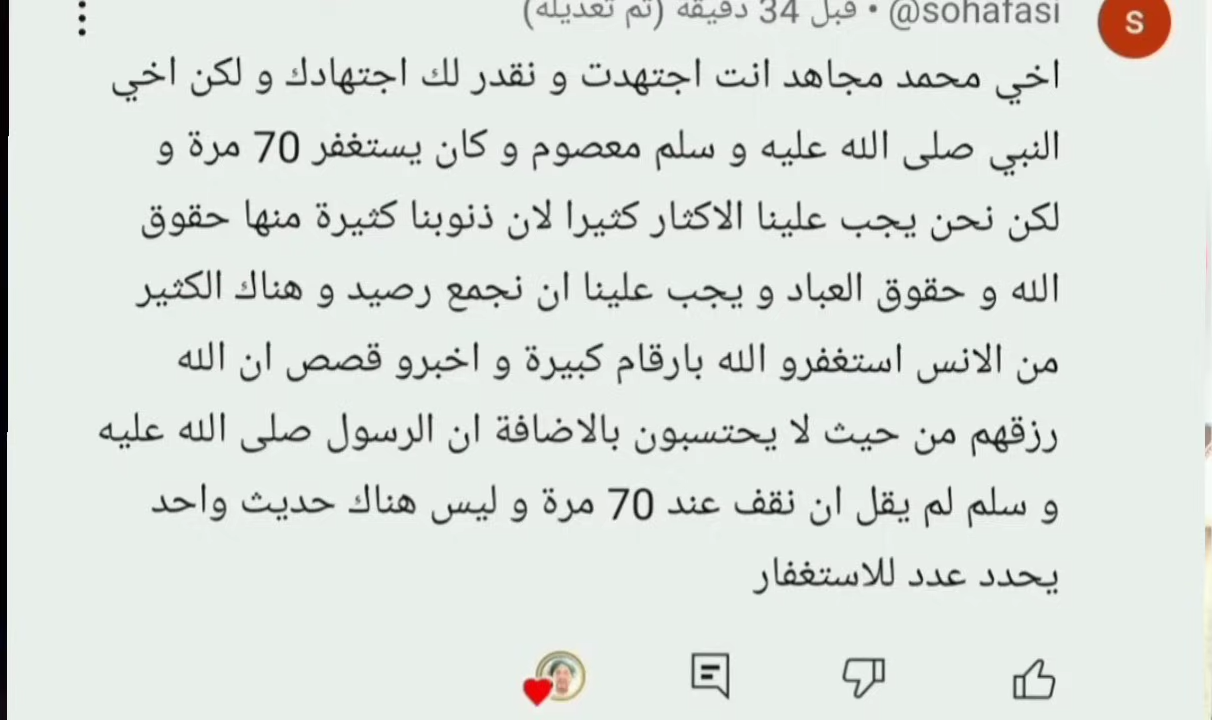 @sohafasi • قبل 34 دقيقة (تم تعديله)
S
اخي محمد مجاهد انت اجتهدت و نقدر لك اجتهادك و لكن اخي
النبي صلى الله عليه و سلم معصوم و كان يستغفر 70 مرة و
لكن نحن يجب علينا الاكثار كثيرا لان ذنوبنا كثيرة منها حقوق
الله و حقوق العباد و يجب علينا ان نجمع رصيد و هناك الكثير
من الانس استغفرو الله بارقام كبيرة و اخبرو قصص ان الله
رزقهم من حيث لا يحتسبون بالاضافة ان الرسول صلى الله عليه
و سلم لم يقل ان نقف عند 70 مرة و ليس هناك حديث واحد
يحدد عدد للاستغفار